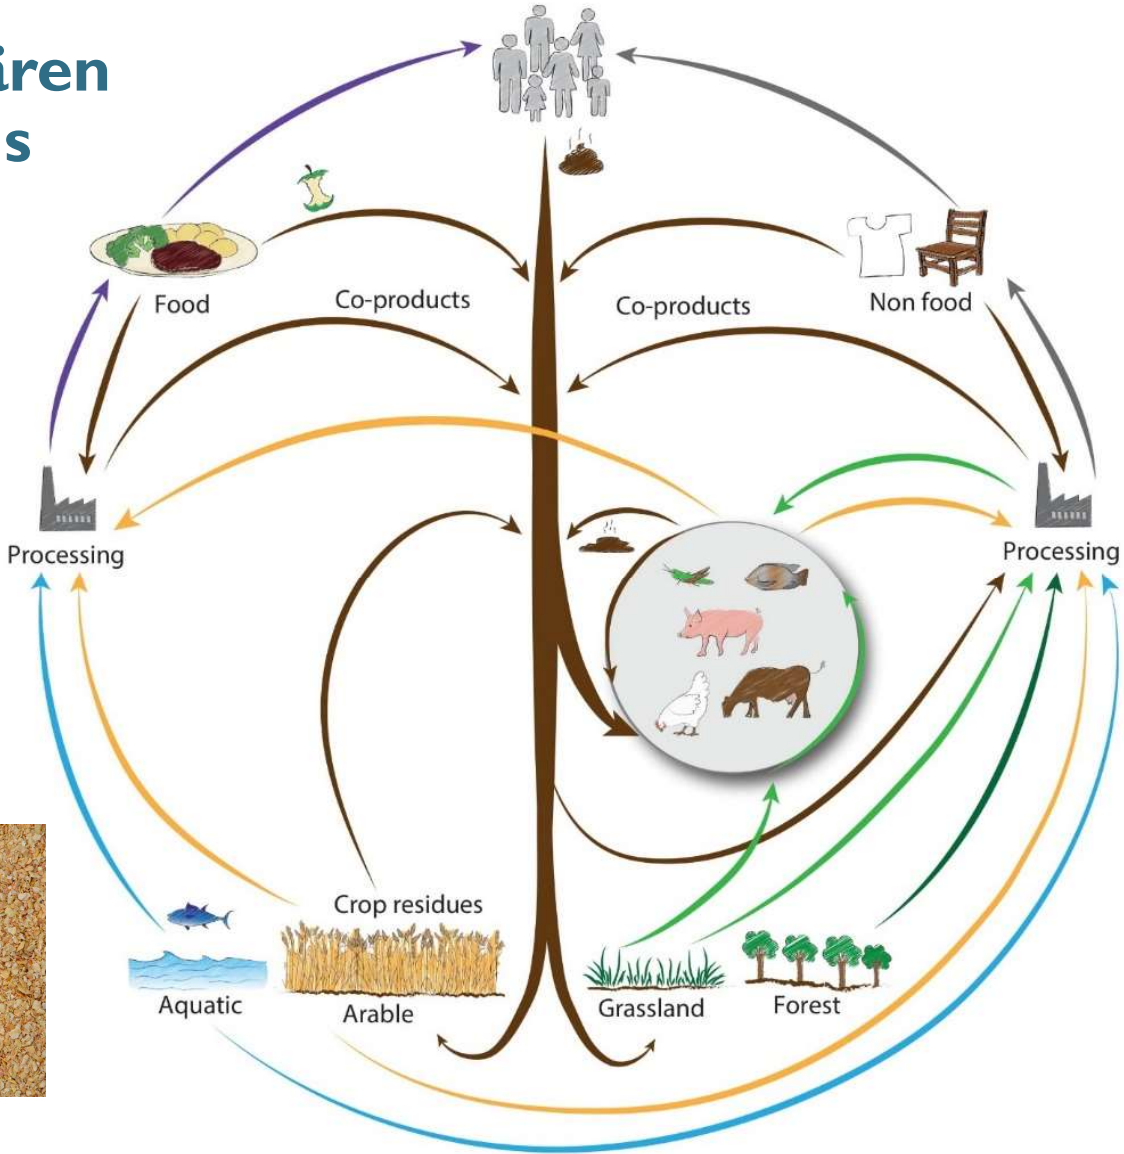 Food
Co-products
Co-products
Non food
Processing
Processing
Crop residues
Aquatic
Arable
Grassland
Forest